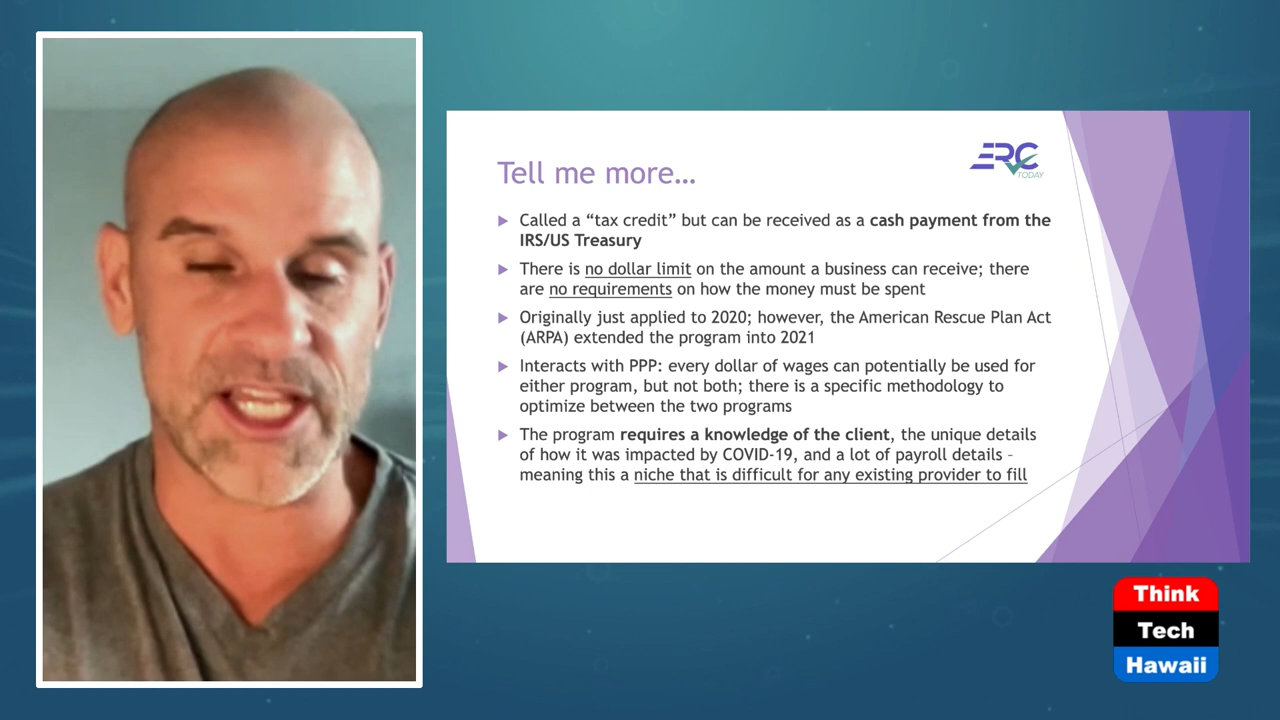 Tell me more…
ERC
TODAY
Called a “tax credit” but can be received as a cash payment from the
IRS/US Treasury
There is no dollar limit on the amount a business can receive; there
are no requirements on how the money must be spent
Originally just applied to 2020; however, the American Rescue Plan Act
(ARPA) extended the program into 2021
Interacts with PPP: every dollar of wages can potentially be used for
either program, but not both; there is a specific methodology to
optimize between the two programs
The program requires a knowledge of the client, the unique details
of how it was impacted by COVID-19, and a lot of payroll details –
meaning this a niche that is difficult for any existing provider to fill
Think
Tech
Hawaii